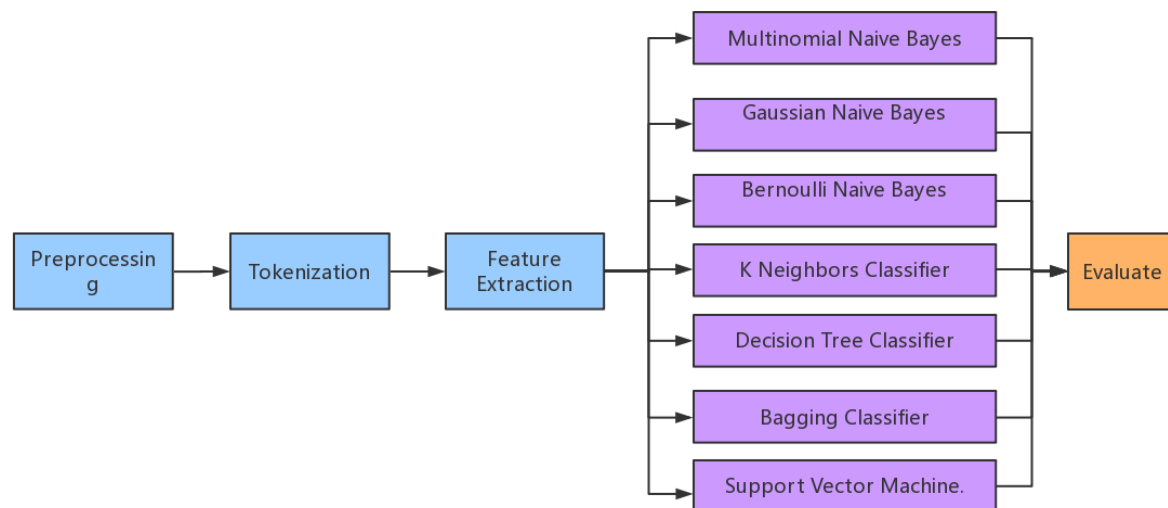 Preprocessin
g
Tokenization
Feature
Extraction
Multinomial Naive Bayes
Gaussian Naive Bayes
Bernoulli Naive Bayes
K Neighbors Classifier
Decision Tree Classifier
Bagging Classifier
Support Vector Machine.
Evaluate